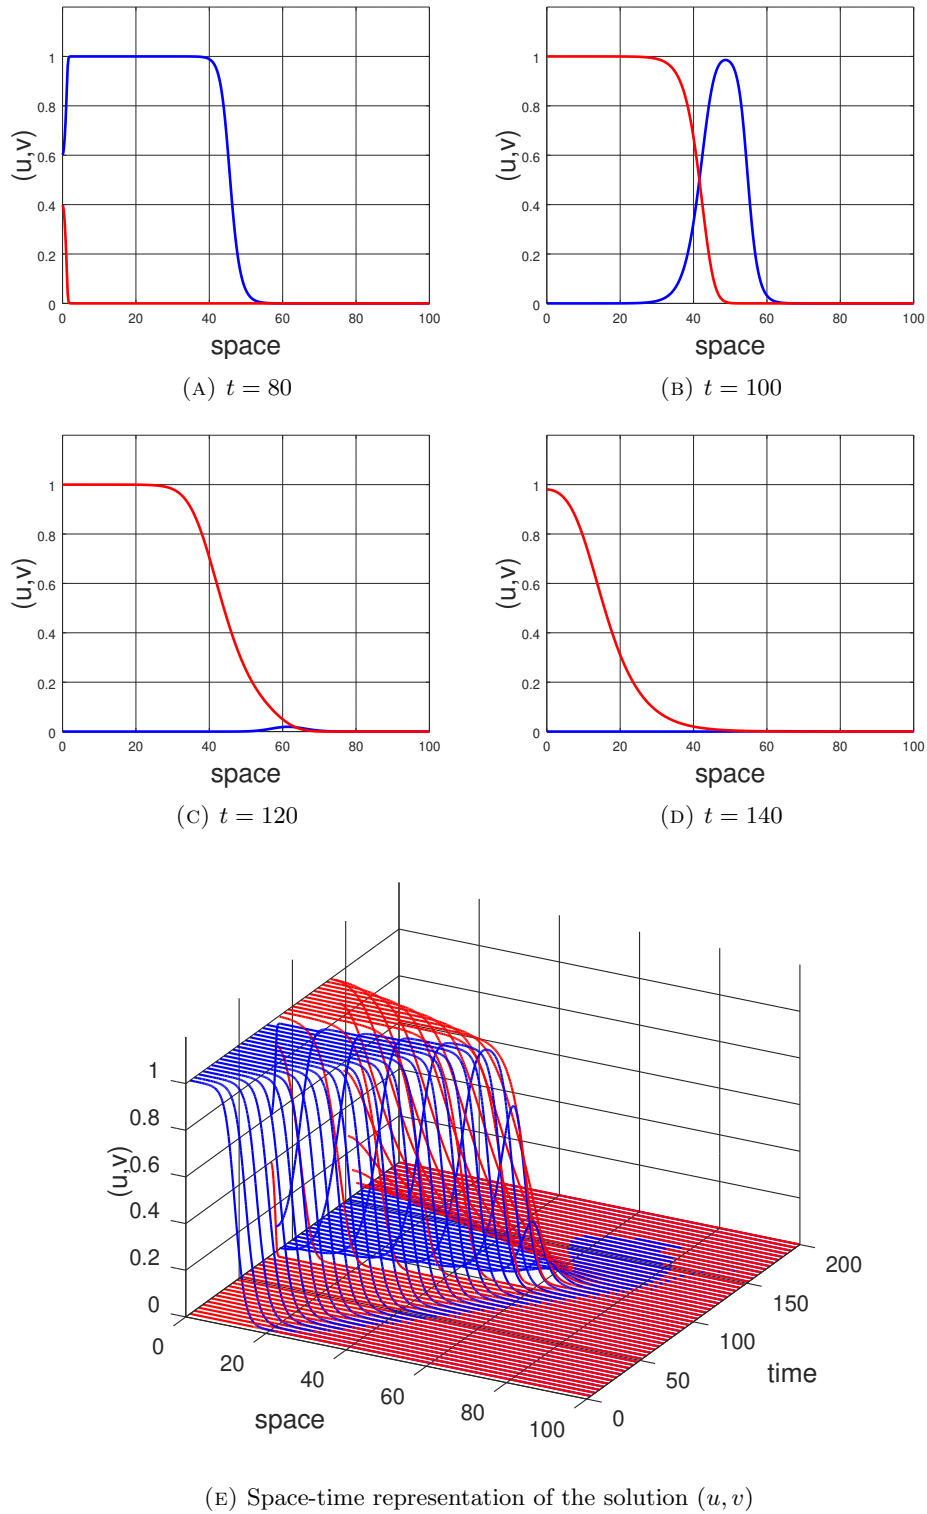 1
0.8
0.6
0.4
0.2
0
(u,v)
0 20 40 60 80 100
space
(A) t = 80
1
0.8
0.6
0.4
0.2
0
(u,v)
0 20 40 60 80 100
space
(B) t = 100
1
0.8
0.6
0.4
0.2
0
(u,v)
0 20 40 60 80 100
space
(C) t = 120
1
0.8
0.6
0.4
0.2
0
(u,v)
0 20 40 60 80 100
space
(D) t = 140
1
0.8
0.6
0.4
0.2
0
(u,v)
0 20 40 60 80 100
space
0 50 100 150 200
time
(E) Space-time representation of the solution (u, v)